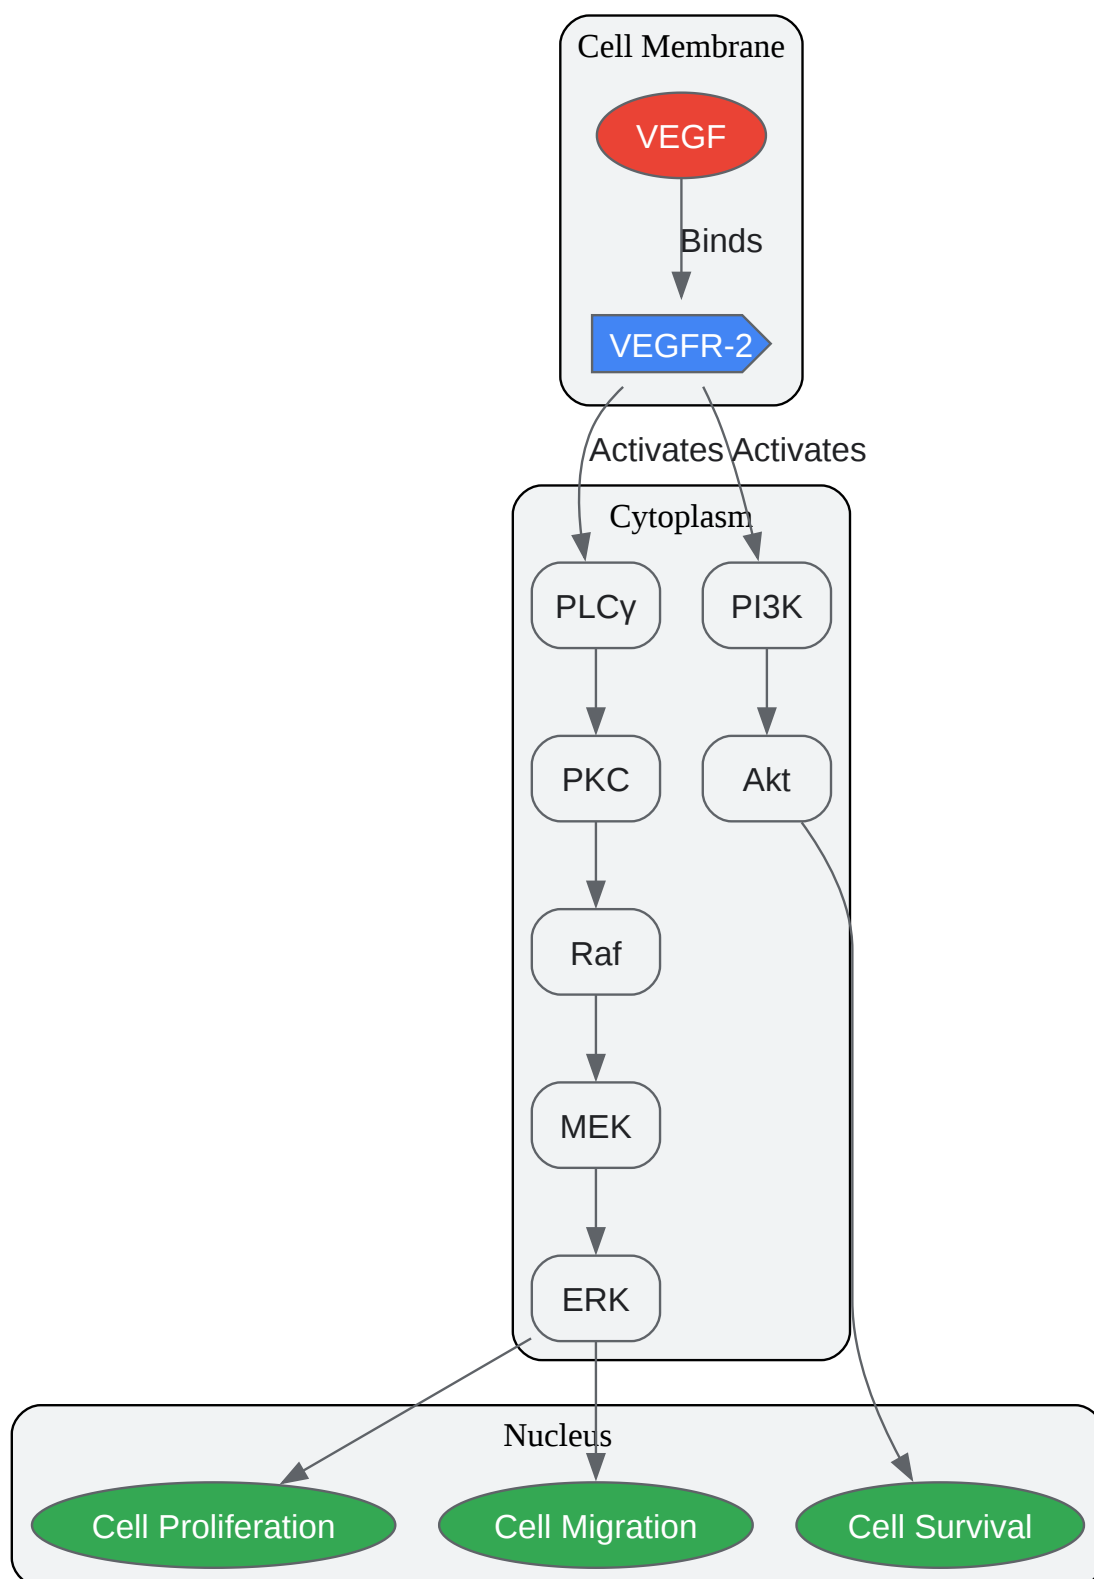 Cell Membrane
VEGF
Binds
VEGFR-2
Activates
Activates
Cytoplasm
PLCγ
PI3K
PKC
Akt
Raf
MEK
ERK
Nucleus
Cell Proliferation
Cell Migration
Cell Survival